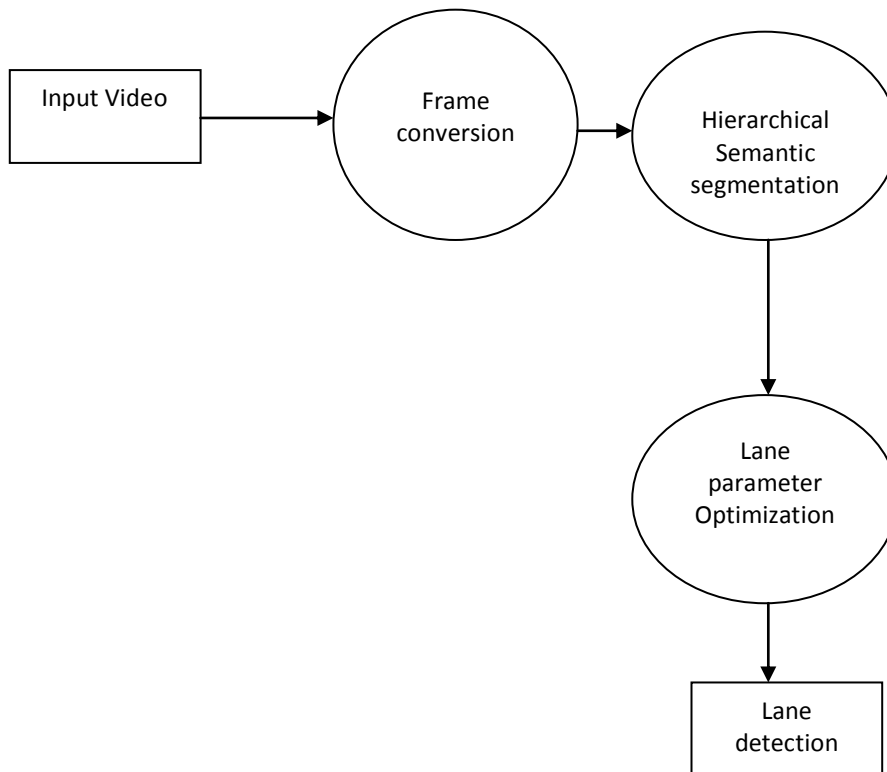 Input Video
Frame
conversion
Hierarchical
Semantic
segmentation
Lane
parameter
Optimization
Lane
detection